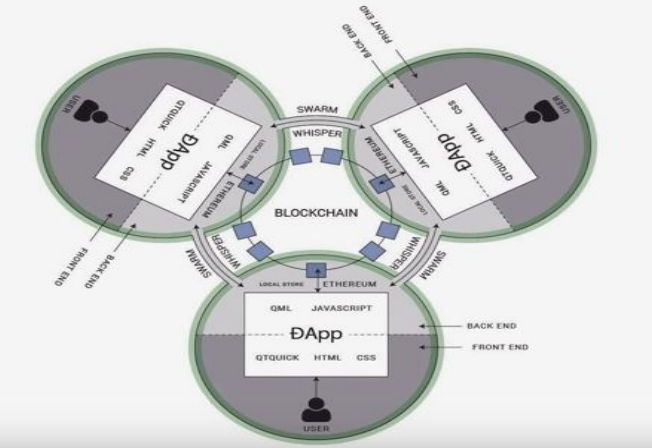 FRONT END
BACK END
USER
QTQUICK HTML CSS
ĐApp
QML JAVASCRIPT
LOCAL STORE
ETHEREUM
SWARM
WHISPER
FRONT END
BACK END
USER
CSS HTML QTQUICK
ĐApp
JAVASCRIPT QML
ETHEREUM
LOCAL STORE
BLOCKCHAIN
WHISPER
SWARM
WHISPER
SWARM
LOCAL STORE ETHEREUM
QML JAVASCRIPT
ĐApp
QTQUICK HTML CSS
BACK END
FRONT END
USER